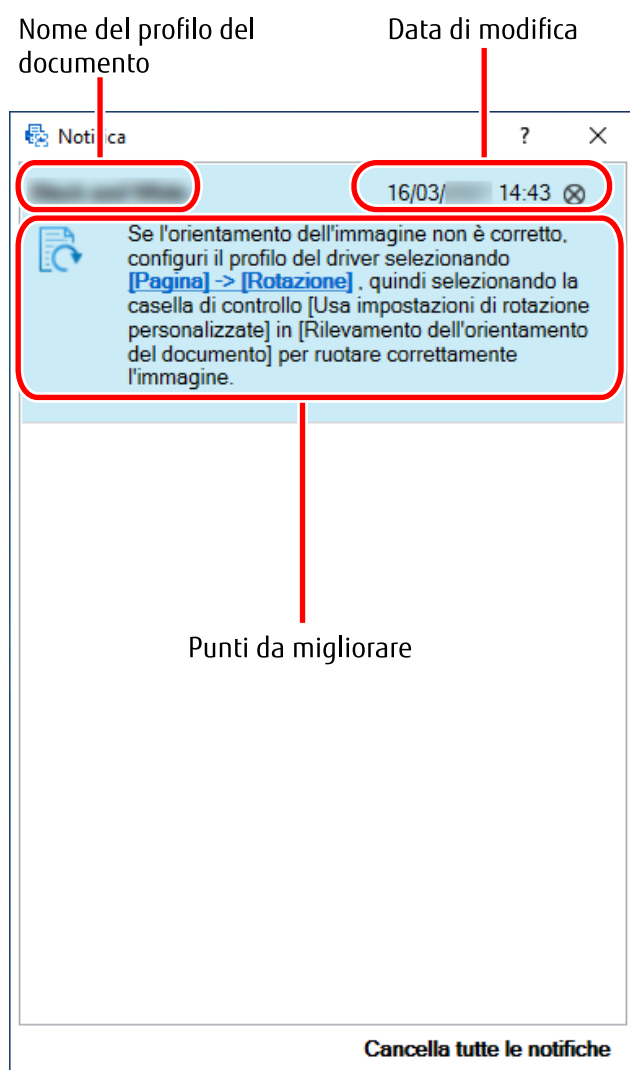 Nome del profilo del
documento
Data di modifica
Notifica
?
16/03/ 14:43
Se l'orientamento dell'immagine non è corretto,
configuri il profilo del driver selezionando
[Pagina] -> [Rotazione] , quindi selezionando la
casella di controllo [Usa impostazioni di rotazione
personalizzate] in [Rilevamento dell'orientamento
del documento] per ruotare correttamente
l'immagine.
Punti da migliorare
Cancella tutte le notifiche